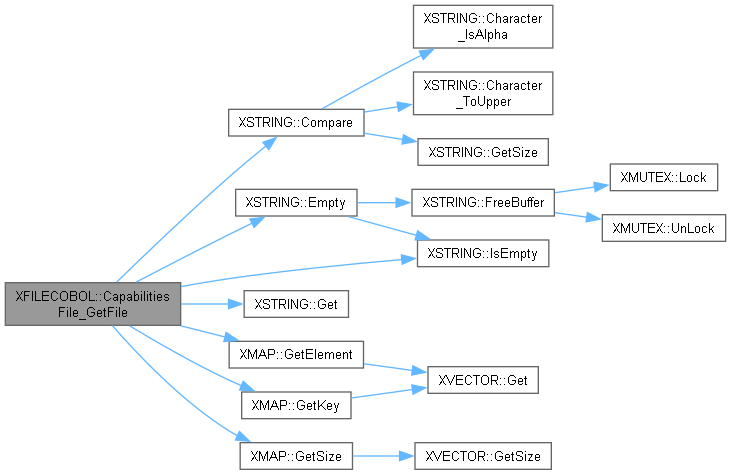 XFILECOBOL::Capabilities
File_GetFile
XSTRING::Compare
XSTRING::Character
_IsAlpha
XSTRING::Character
_ToUpper
XSTRING::GetSize
XSTRING::Empty
XSTRING::FreeBuffer
XMUTEX::Lock
XMUTEX::UnLock
XSTRING::IsEmpty
XSTRING::Get
XMAP::GetElement
XVECTOR::Get
XMAP::GetKey
XMAP::GetSize
XVECTOR::GetSize